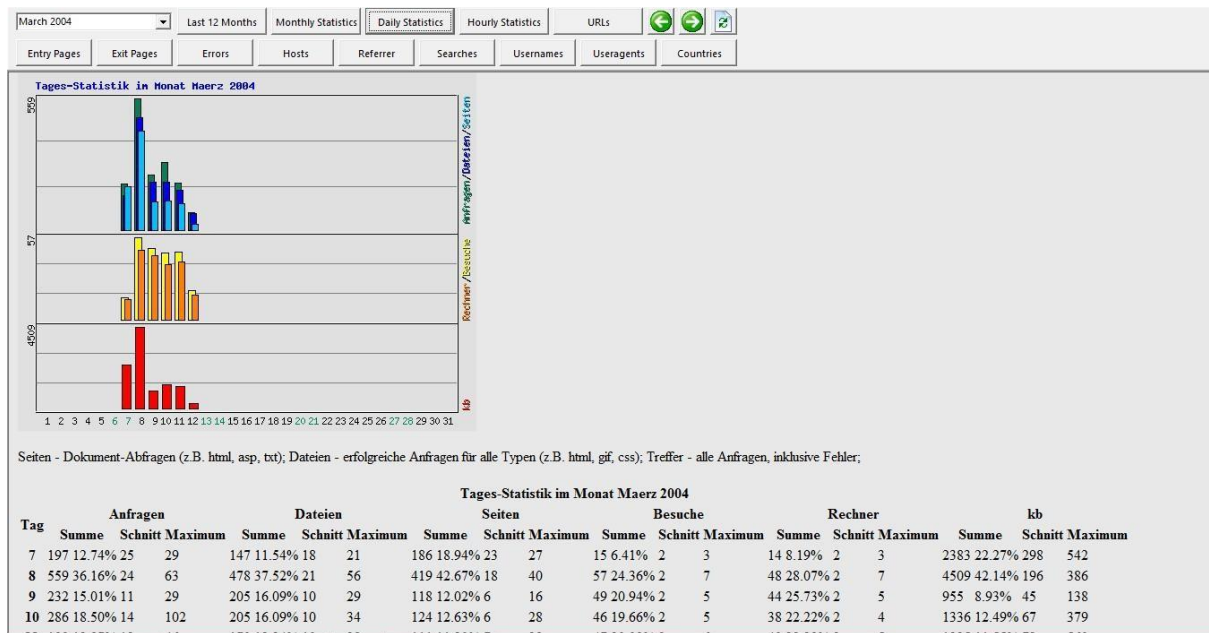 March 2004 Last 12 Months Monthly Statistics Daily Statistics Hourly Statistics URLs
Entry Pages Exit Pages Errors Hosts Referrer Searches Usernames Useragents Countries
Tages-Statistik im Monat Maerz 2004
559
Anfragen/Dateien/Seiten
57
Rechner/Besuche
4509
kb
1 2 3 4 5 6 7 8 9 10 11 12 13 14 15 16 17 18 19 20 21 22 23 24 25 26 27 28 29 30 31
Seiten - Dokument-Abfragen (z.B. html, asp, txt); Dateien - erfolgreiche Anfragen für alle Typen (z.B. html, gif, css); Treffer - alle Anfragen, inklusive Fehler;
Tages-Statistik im Monat Maerz 2004
Tag Anfragen Dateien Seiten Besuche Rechner kb
Summe Schnitt Maximum Summe Schnitt Maximum Summe Schnitt Maximum Summe Schnitt Maximum Summe Schnitt Maximum Summe Schnitt Maximum
7 197 12.74% 25 29 147 11.54% 18 21 186 18.94% 23 27 15 6.41% 2 3 14 8.19% 2 3 2383 22.27% 298 542
8 559 36.16% 24 63 478 37.52% 21 56 419 42.67% 18 40 57 24.36% 2 7 48 28.07% 2 7 4509 42.14% 196 386
9 232 15.01% 11 29 205 16.09% 10 29 118 12.02% 6 16 49 20.94% 2 5 44 25.73% 2 5 955 8.93% 45 138
10 286 18.50% 14 102 205 16.09% 10 34 124 12.63% 6 28 46 19.66% 2 5 38 22.22% 2 4 1336 12.49% 67 379